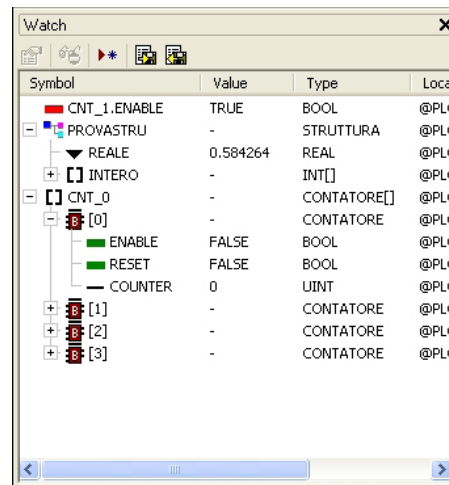 Watch
Symbol Value Type Loca
CNT_1.ENABLE TRUE BOOL @PL
PROVASTRU - STRUTTURA @PL
REALE 0.584264 REAL @PL
INTERO - INT[] @PL
CNT_0 - CONTATORE[] @PL
[0] - CONTATORE @PL
ENABLE FALSE BOOL @PL
RESET FALSE BOOL @PL
COUNTER 0 UINT @PL
[1] - CONTATORE @PL
[2] - CONTATORE @PL
[3] - CONTATORE @PL